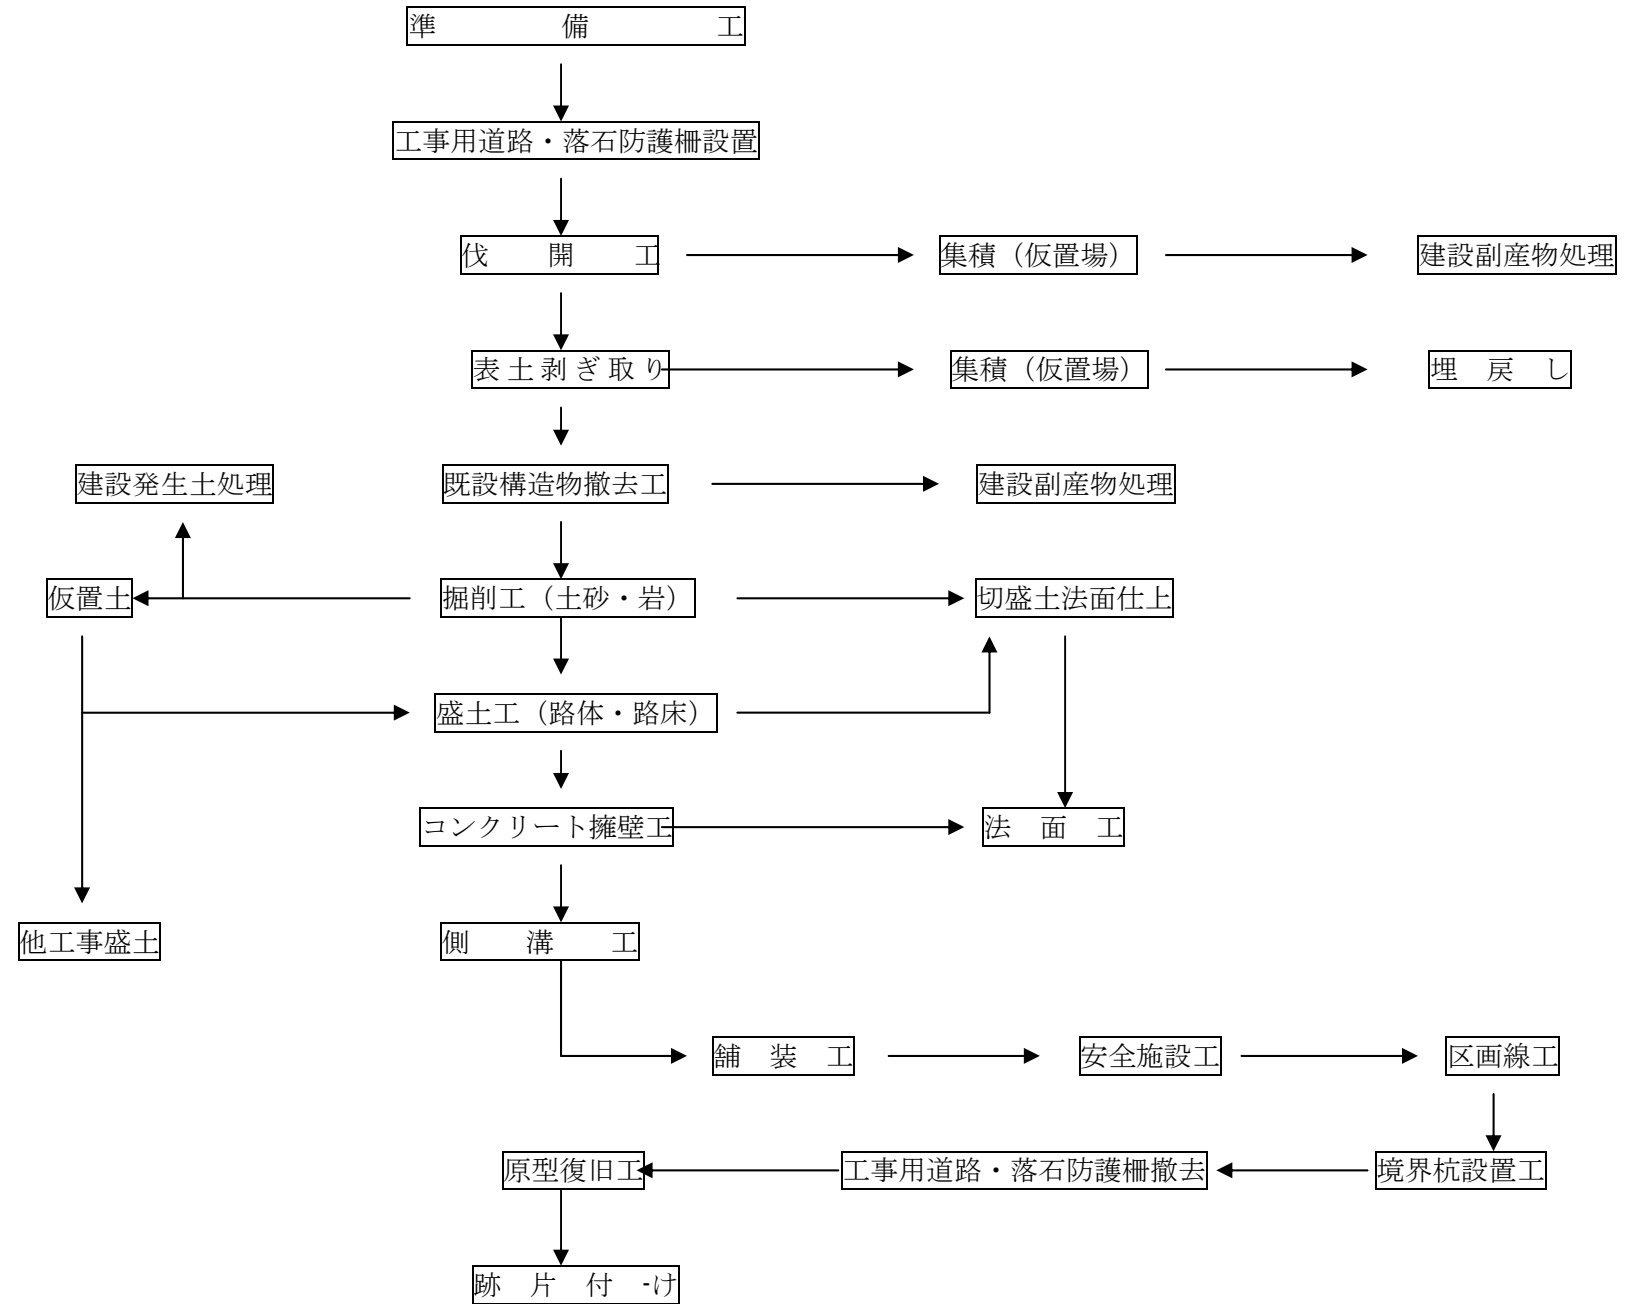 準　備　工
工事用道路・落石防護柵設置
伐　開　工
集積（仮置場）
建設副産物処理
表土剥ぎ取り
集積（仮置場）
埋　戻　し
建設発生土処理
既設構造物撤去工
建設副産物処理
仮置土
掘削工（土砂・岩）
切盛土法面仕上
盛土工（路体・路床）
コンクリート擁壁工
法　面　工
他工事盛土
側　溝　工
舗　装　工
安全施設工
区画線工
原型復旧工
工事用道路・落石防護柵撤去
境界杭設置工
跡　片　付　-け